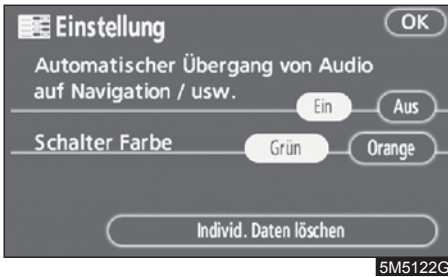 Einstellung
OK
Automatischer Übergang von Audio
auf Navigation / usw.
Ein
Aus
Schalter Farbe
Grün
Orange
Individ. Daten löschen
5M5122G